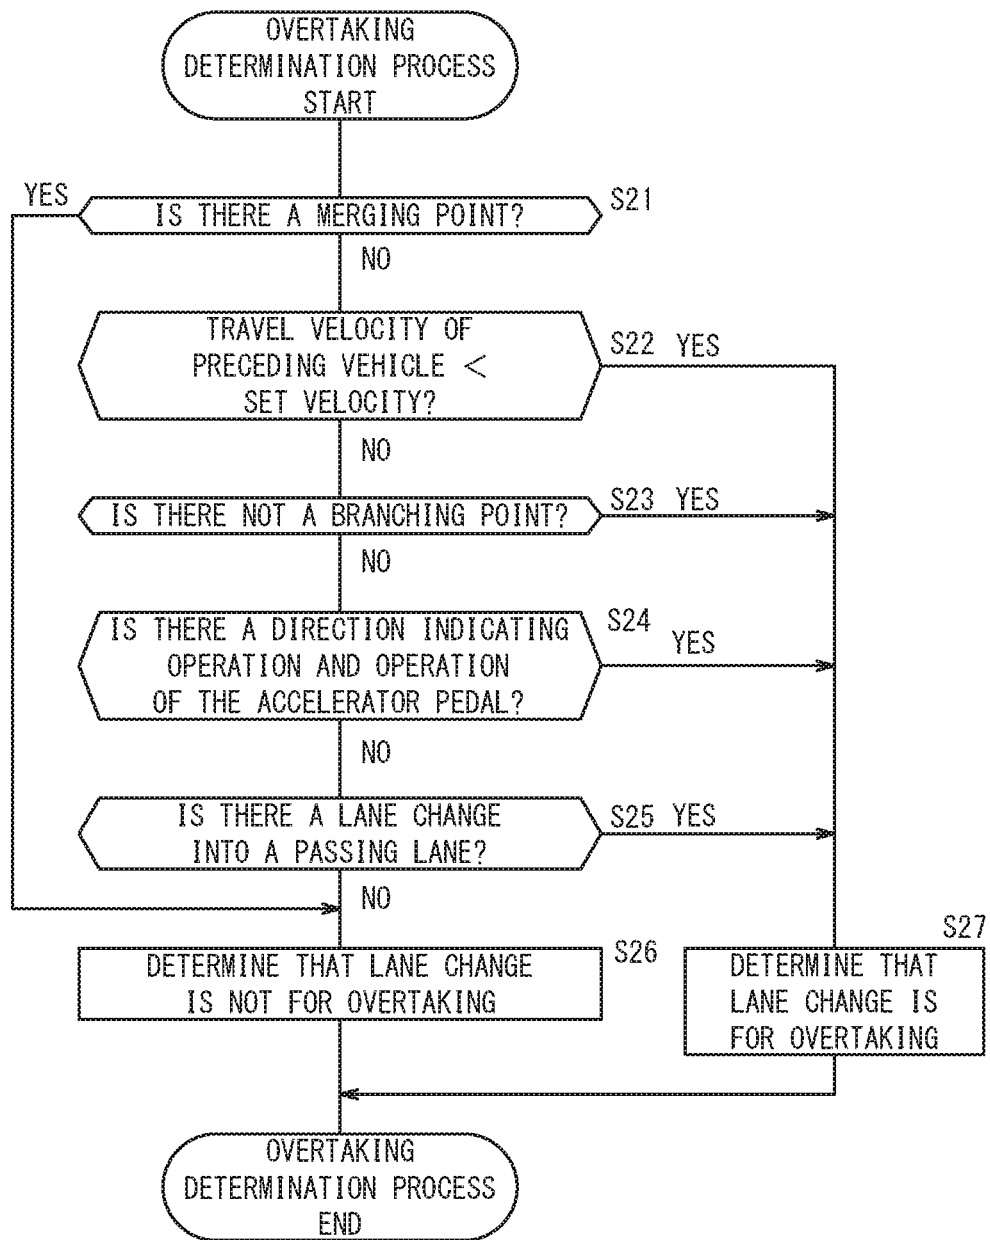 OVERTAKING
DETERMINATION PROCESS
START
YES
IS THERE A MERGING POINT?
S21
NO
TRAVEL VELOCITY OF
PRECEDING VEHICLE <
SET VELOCITY?
S22 YES
NO
IS THERE NOT A BRANCHING POINT?
S23 YES
NO
IS THERE A DIRECTION INDICATING
OPERATION AND OPERATION
OF THE ACCELERATOR PEDAL?
S24
YES
NO
IS THERE A LANE CHANGE
INTO A PASSING LANE?
S25 YES
NO
DETERMINE THAT LANE CHANGE
IS NOT FOR OVERTAKING
S26
S27
DETERMINE THAT
LANE CHANGE IS
FOR OVERTAKING
OVERTAKING
DETERMINATION PROCESS
END